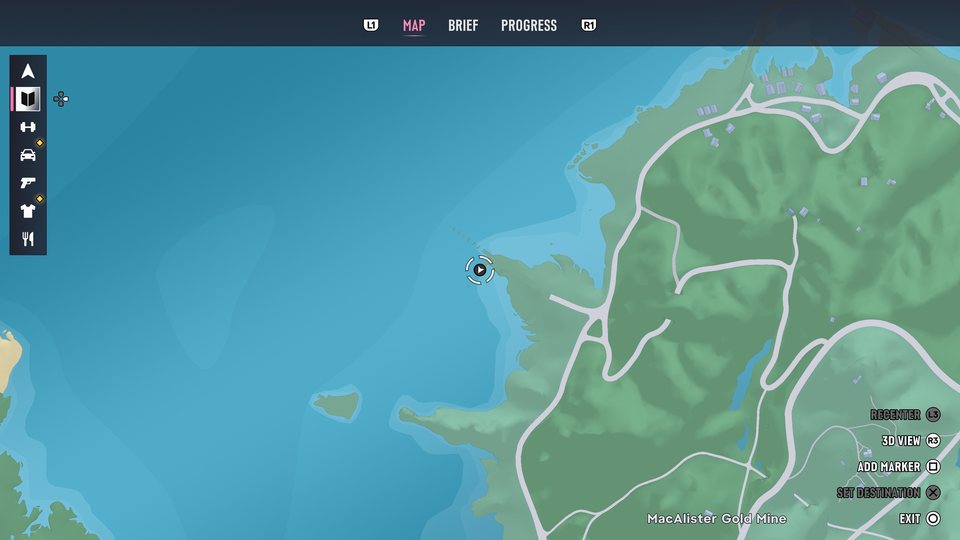 L1 MAP BRIEF PROGRESS R1
RECENTER L3
3D VIEW R3
ADD MARKER
SET DESTINATION
MacAlister Gold Mine
EXIT